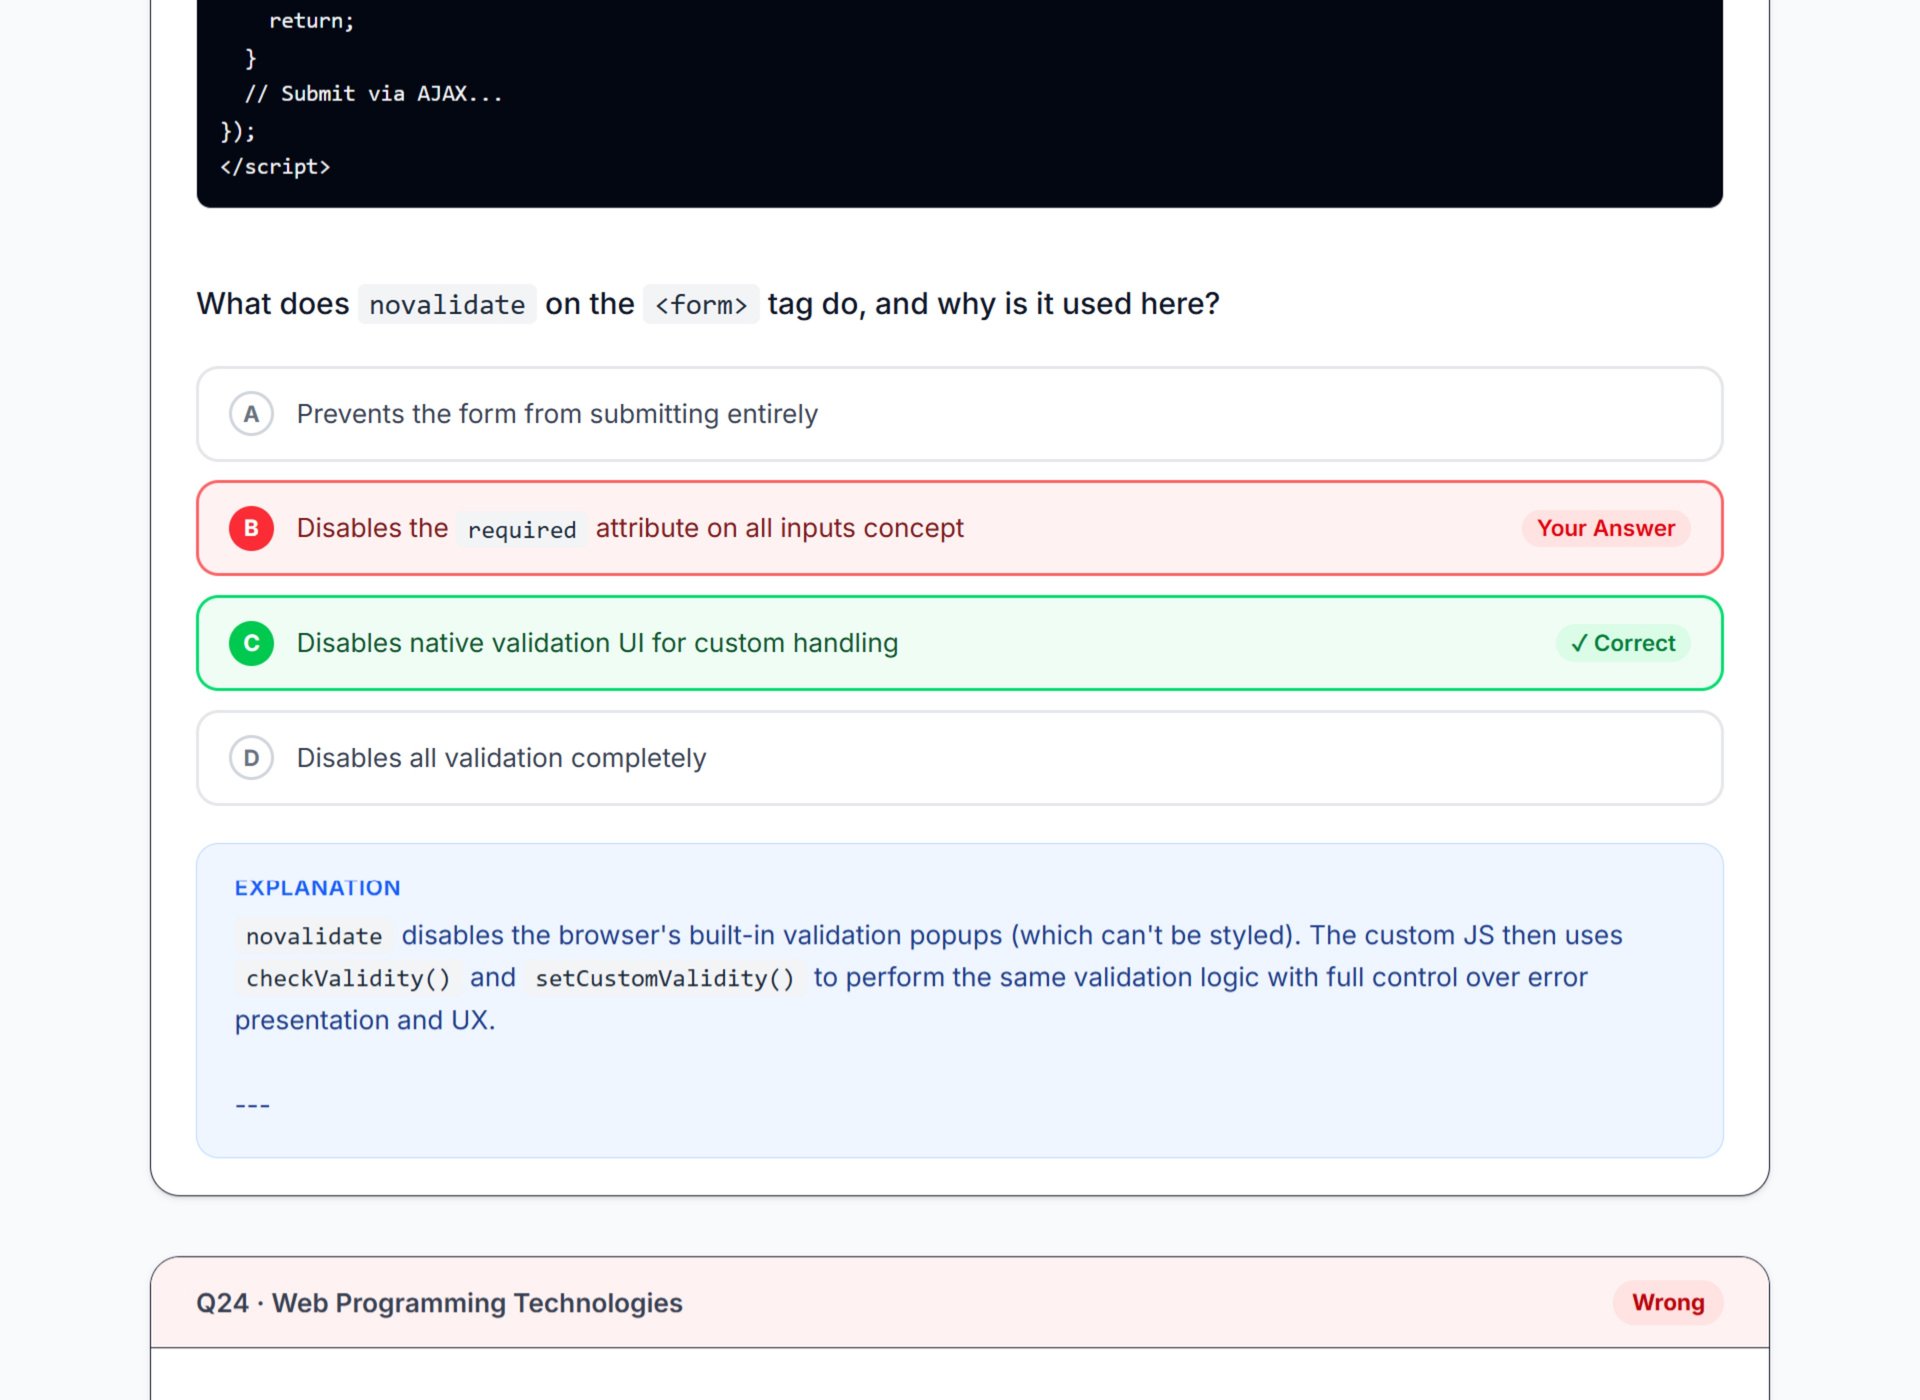 return;
}
// Submit via AJAX...
});
</script>
What does novalidate on the <form> tag do, and why is it used here?
A Prevents the form from submitting entirely
B Disables the required attribute on all inputs concept Your Answer
C Disables native validation UI for custom handling ✓ Correct
D Disables all validation completely
EXPLANATION
novalidate disables the browser's built-in validation popups (which can't be styled). The custom JS then uses
checkValidity() and setCustomValidity() to perform the same validation logic with full control over error
presentation and UX.
---
Q24 · Web Programming Technologies Wrong